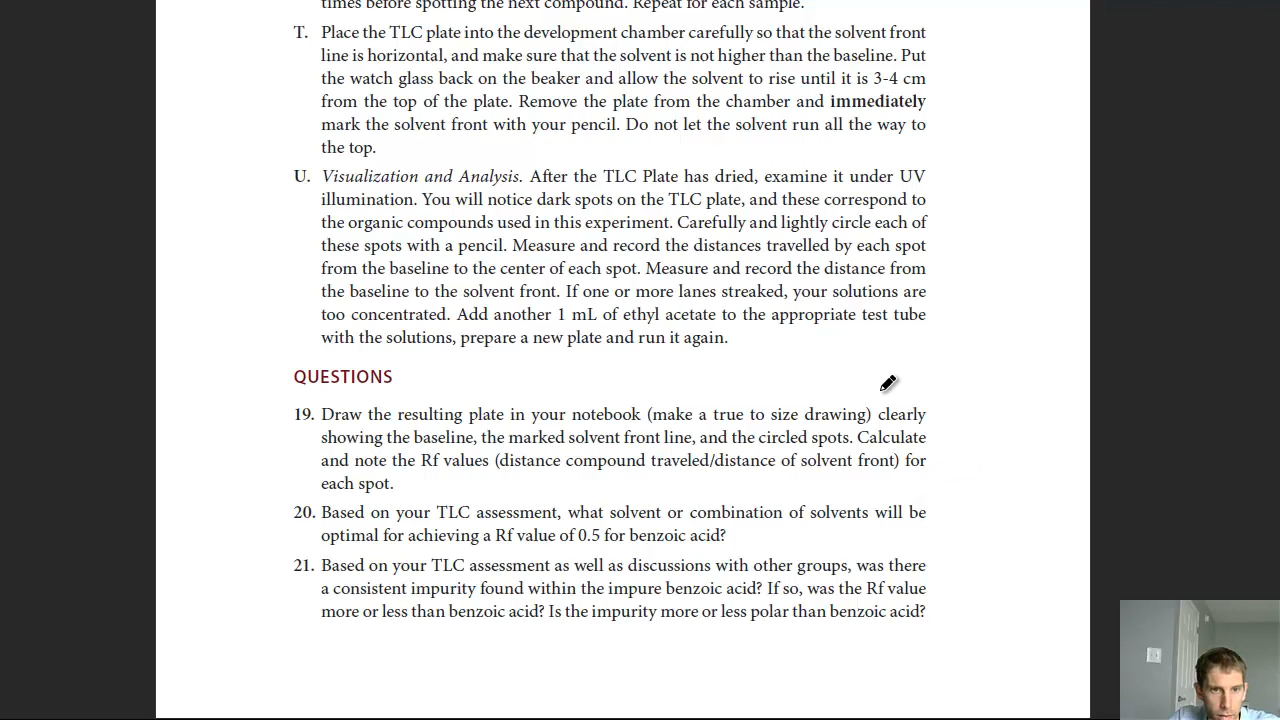 times before spotting the next compound. Repeat for each sample.
T. Place the TLC plate into the development chamber carefully so that the solvent front
line is horizontal, and make sure that the solvent is not higher than the baseline. Put
the watch glass back on the beaker and allow the solvent to rise until it is 3-4 cm
from the top of the plate. Remove the plate from the chamber and immediately
mark the solvent front with your pencil. Do not let the solvent run all the way to
the top.
U. Visualization and Analysis. After the TLC Plate has dried, examine it under UV
illumination. You will notice dark spots on the TLC plate, and these correspond to
the organic compounds used in this experiment. Carefully and lightly circle each of
these spots with a pencil. Measure and record the distances travelled by each spot
from the baseline to the center of each spot. Measure and record the distance from
the baseline to the solvent front. If one or more lanes streaked, your solutions are
too concentrated. Add another 1 mL of ethyl acetate to the appropriate test tube
with the solutions, prepare a new plate and run it again.
QUESTIONS
19. Draw the resulting plate in your notebook (make a true to size drawing) clearly
showing the baseline, the marked solvent front line, and the circled spots. Calculate
and note the Rf values (distance compound traveled/distance of solvent front) for
each spot.
20. Based on your TLC assessment, what solvent or combination of solvents will be
optimal for achieving a Rf value of 0.5 for benzoic acid?
21. Based on your TLC assessment as well as discussions with other groups, was there
a consistent impurity found within the impure benzoic acid? If so, was the Rf value
more or less than benzoic acid? Is the impurity more or less polar than benzoic acid?